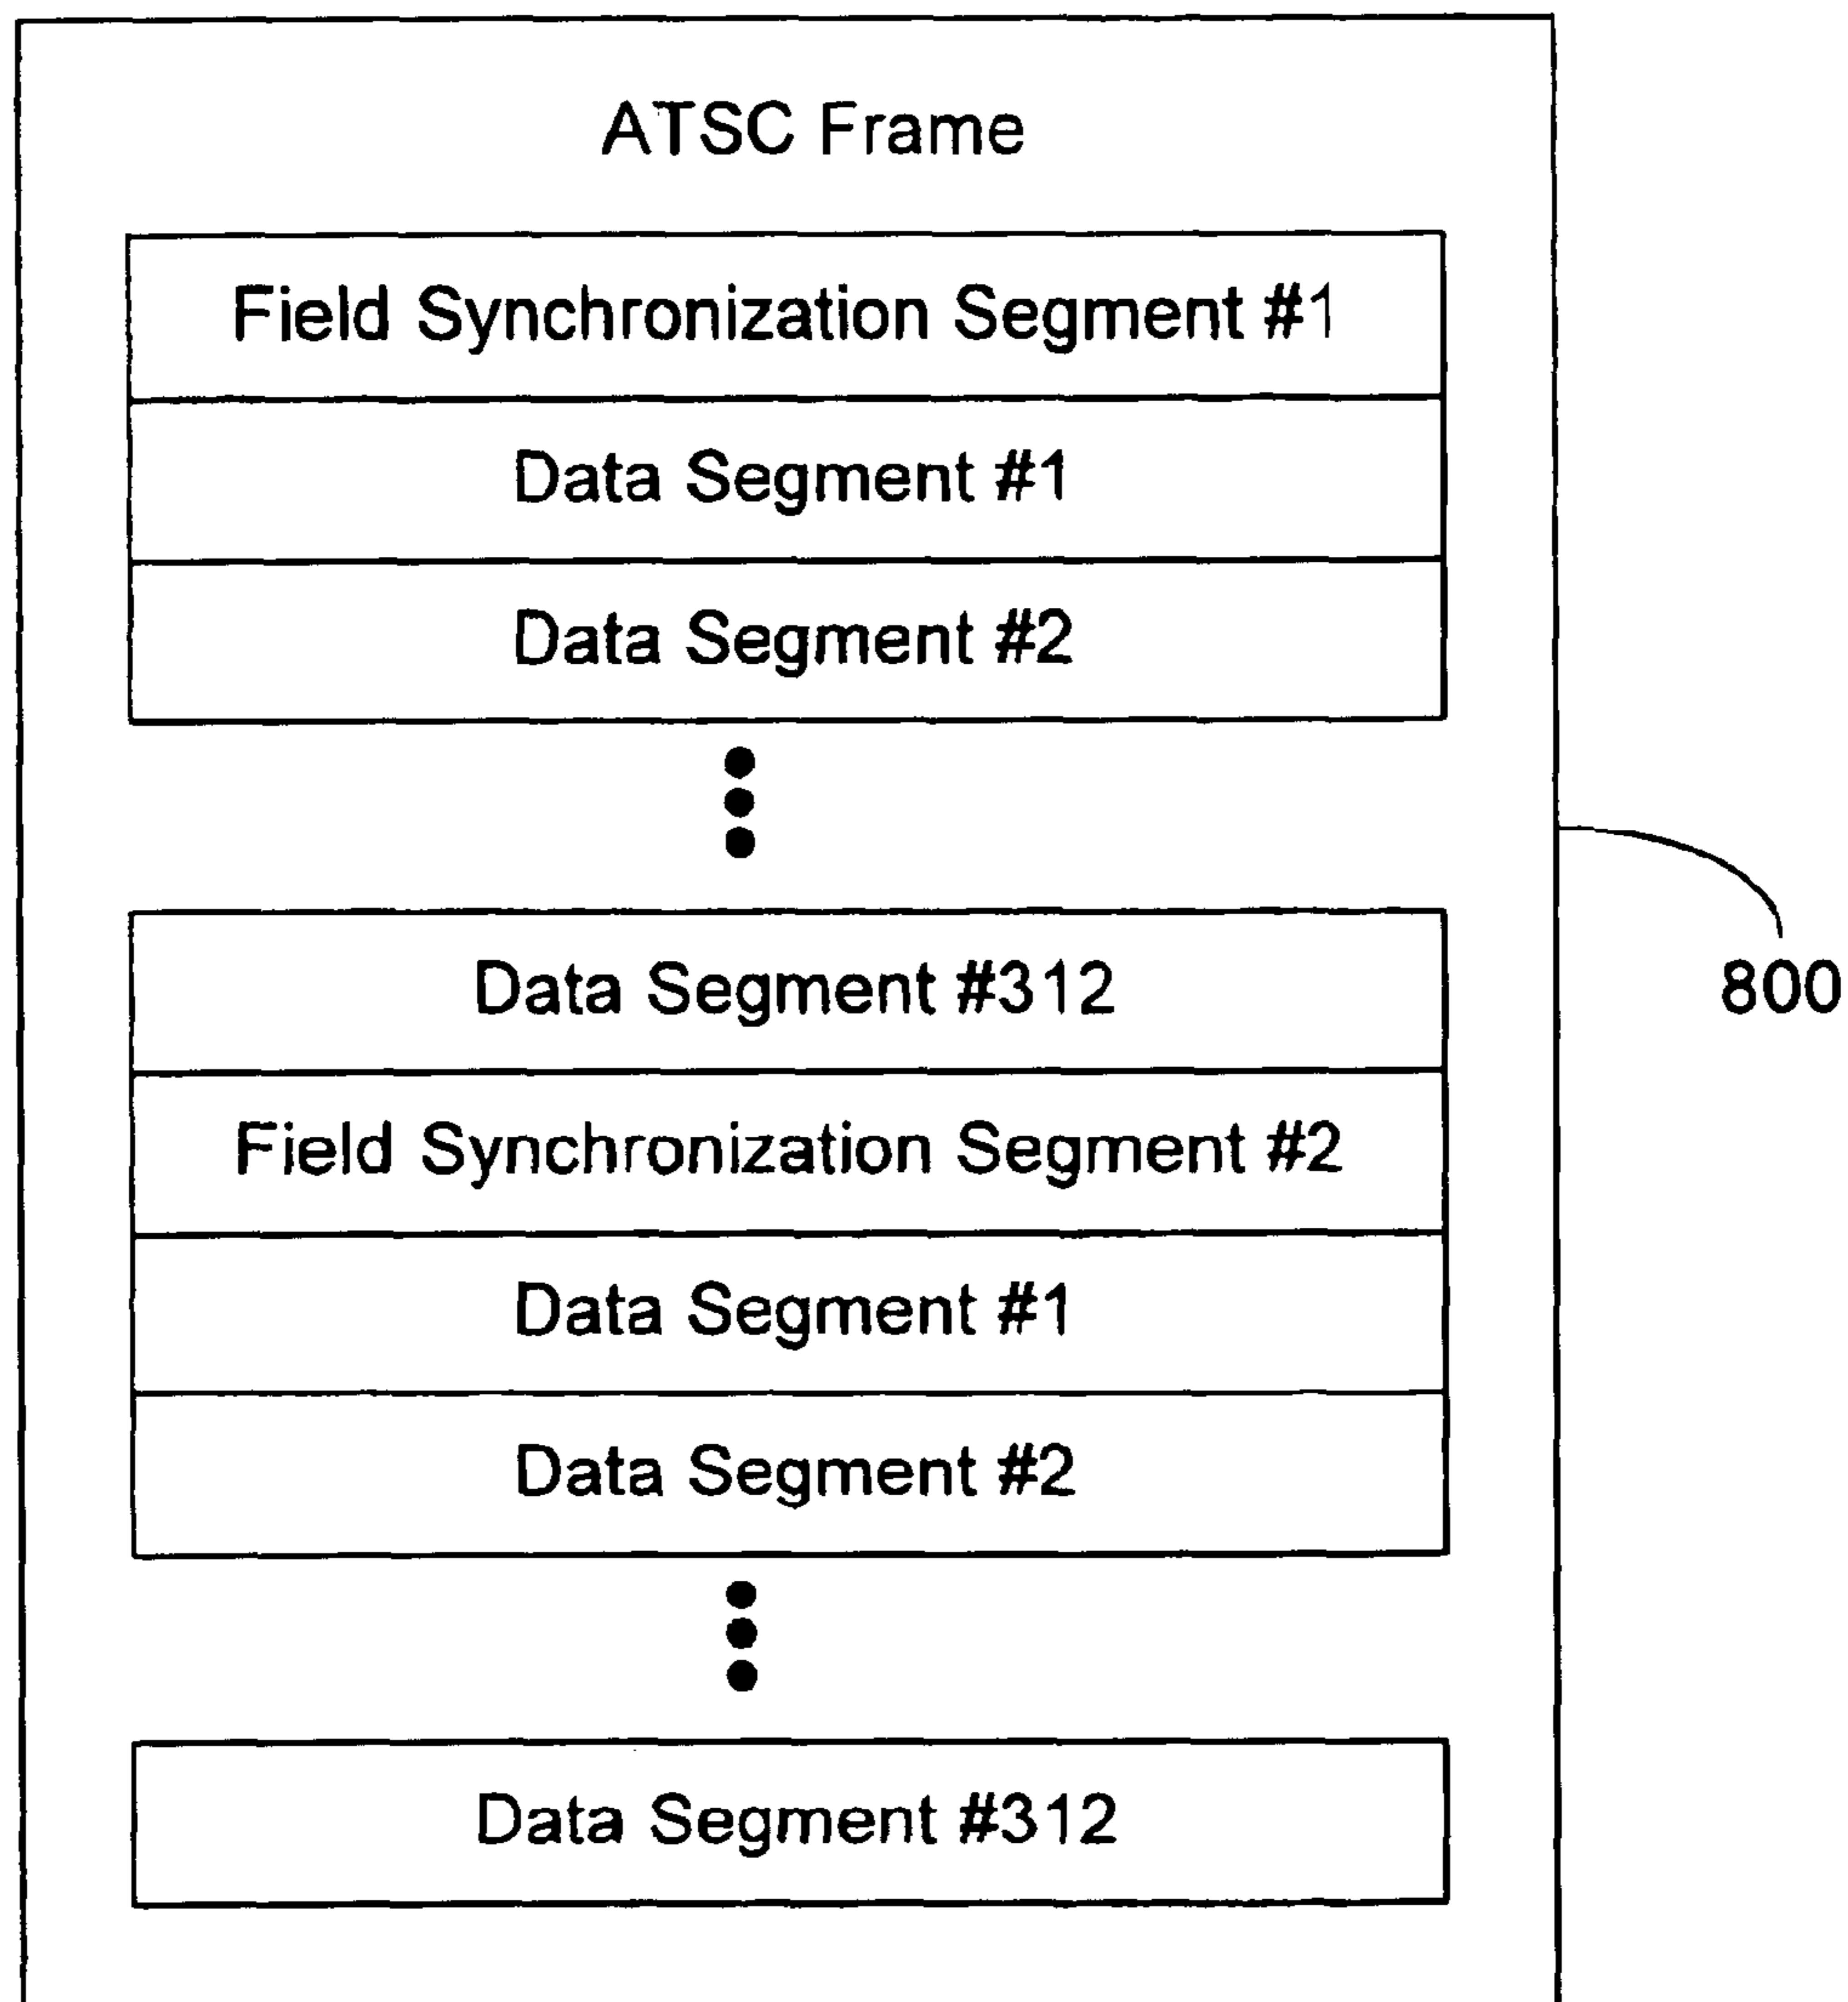 ATSC Frame
Field Synchronization Segment #1
Data Segment #1
Data Segment #2
Data Segment #312
800
Field Synchronization Segment #2
Data Segment #1
Data Segment #2
Data Segment #312